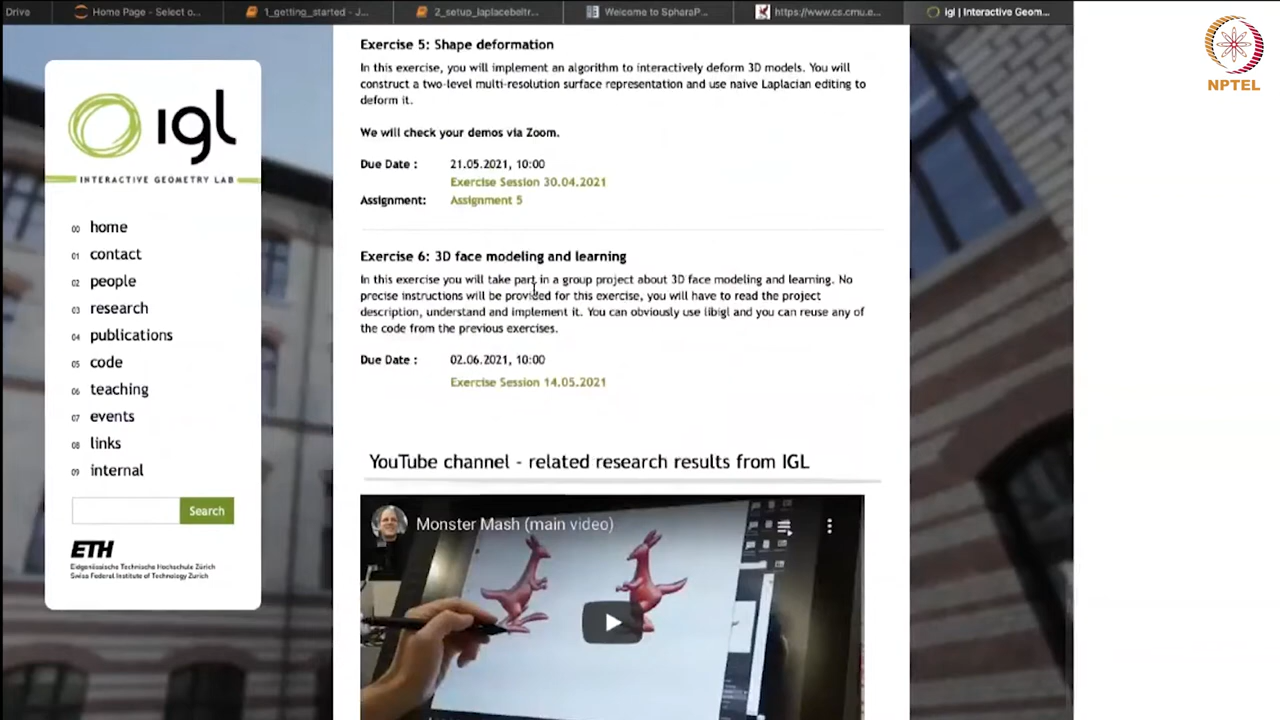 Drive
Home Page - Select o...
1_getting_started - J...
2_setup_laplacebeltr...
Welcome to SpharaP...
https://www.cs.cmu.e...
igl | Interactive Geom...
NPTEL
igl
INTERACTIVE GEOMETRY LAB
00 home
01 contact
02 people
03 research
04 publications
05 code
06 teaching
07 events
08 links
09 internal
Search
ETH
Eidgenössische Technische Hochschule Zürich
Swiss Federal Institute of Technology Zurich
Exercise 5: Shape deformation
In this exercise, you will implement an algorithm to interactively deform 3D models. You will
construct a two-level multi-resolution surface representation and use naive Laplacian editing to
deform it.
We will check your demos via Zoom.
Due Date : 21.05.2021, 10:00
Exercise Session 30.04.2021
Assignment: Assignment 5
Exercise 6: 3D face modeling and learning
In this exercise you will take part in a group project about 3D face modeling and learning. No
precise instructions will be provided for this exercise, you will have to read the project
description, understand and implement it. You can obviously use libigl and you can reuse any of
the code from the previous exercises.
Due Date : 02.06.2021, 10:00
Exercise Session 14.05.2021
YouTube channel - related research results from IGL
Monster Mash (main video)